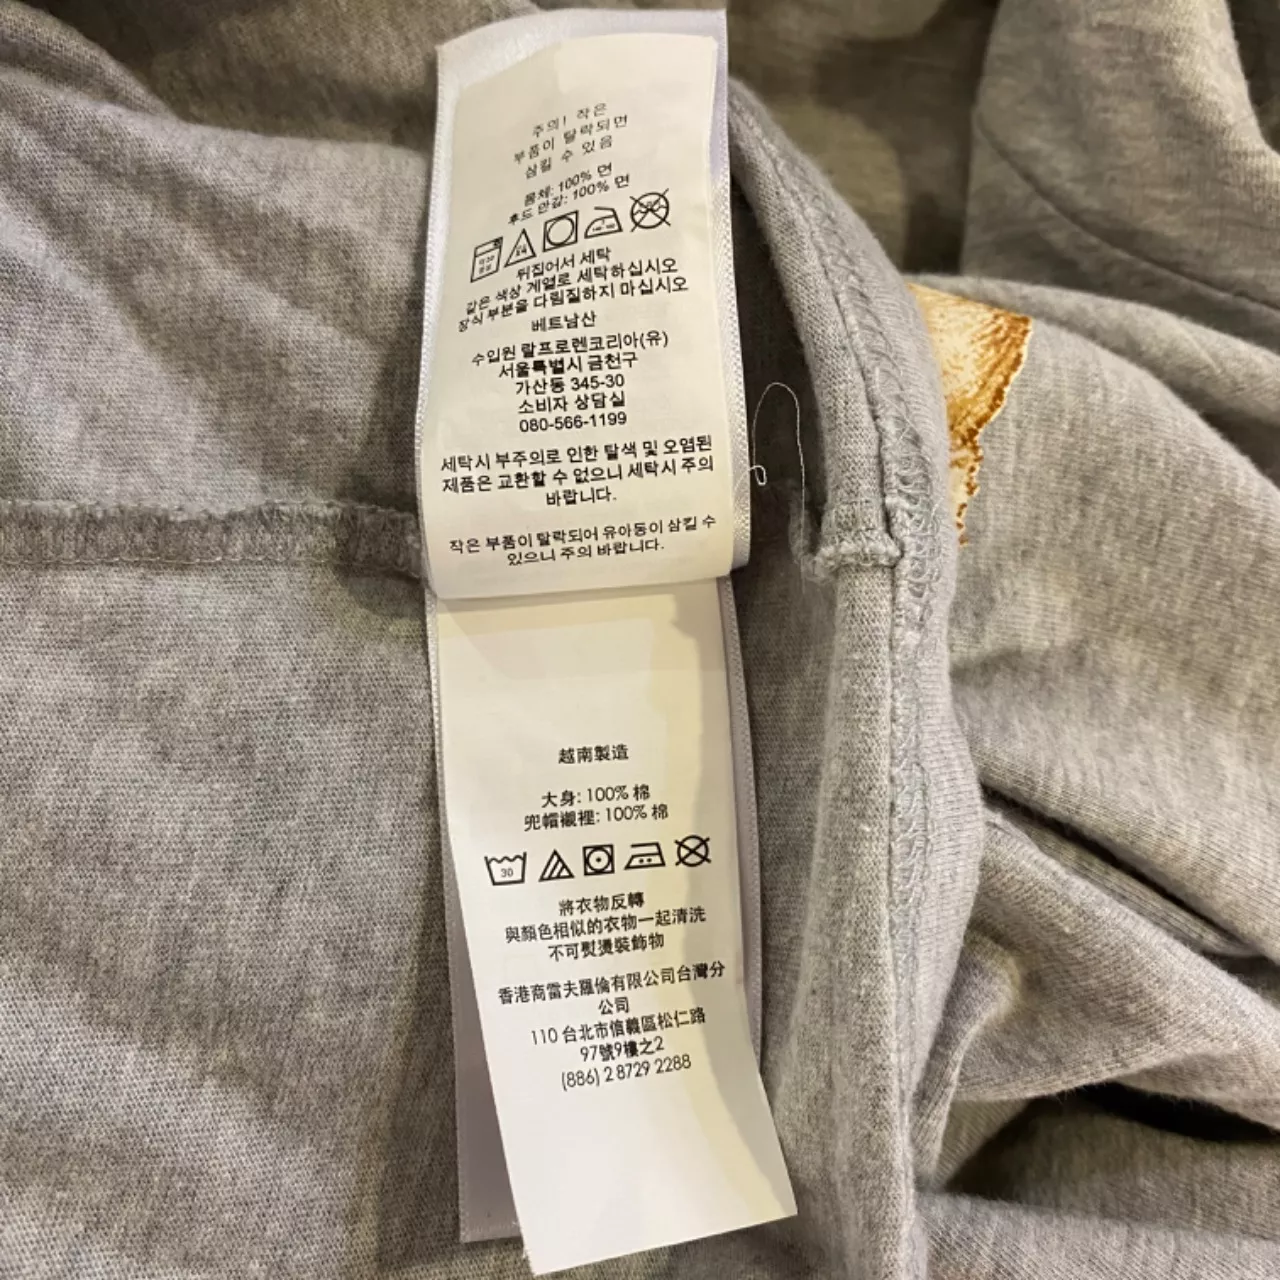 주의! 작은
부품이 탈락되면
삼킬 수 있음
몸체: 100% 면
후드 안감: 100% 면
뒤집어서 세탁
같은 색상 계열로 세탁하십시오
장식 부분을 다림질하지 마십시오
베트남산
수입원 랄프로렌코리아(유)
서울특별시 금천구
가산동 345-30
소비자 상담실
080-566-1199
세탁시 부주의로 인한 탈색 및 오염된
제품은 교환할 수 없으니 세탁시 주의
바랍니다.
작은 부품이 탈락되어 유아동이 삼킬 수
있으니 주의 바랍니다.
越南製造
大身: 100% 棉
兜帽襯裡: 100% 棉
30
將衣物反轉
與顏色相似的衣物一起清洗
不可熨燙裝飾物
香港商雷夫羅倫有限公司台灣分
公司
110 台北市信義區松仁路
97號9樓之2
(886) 2 8729 2288